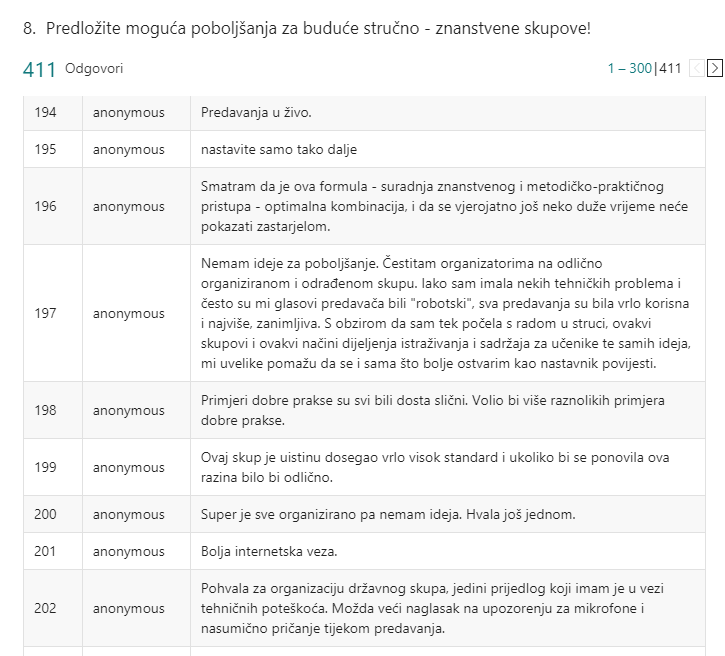 8. Predložite moguća poboljšanja za buduće stručno - znanstvene skupove!
411 Odgovori 1 – 300|411
194 anonymous Predavanja u živo.
195 anonymous nastavite samo tako dalje
196 anonymous Smatram da je ova formula - suradnja znanstvenog i metodičko-praktičnog
pristupa - optimalna kombinacija, i da se vjerojatno još neko duže vrijeme neće
pokazati zastarjelom.
197 anonymous Nemam ideje za poboljšanje. Čestitam organizatorima na odlično
organiziranom i odrađenom skupu. Iako sam imala nekih tehničkih problema i
često su mi glasovi predavača bili "robotski", sva predavanja su bila vrlo korisna
i najviše, zanimljiva. S obzirom da sam tek počela s radom u struci, ovakvi
skupovi i ovakvi načini dijeljenja istraživanja i sadržaja za učenike te samih ideja,
mi uvelike pomažu da se i sama što bolje ostvarim kao nastavnik povijesti.
198 anonymous Primjeri dobre prakse su svi bili dosta slični. Volio bi više raznolikih primjera
dobre prakse.
199 anonymous Ovaj skup je uistinu dosegao vrlo visok standard i ukoliko bi se ponovila ova
razina bilo bi odlično.
200 anonymous Super je sve organizirano pa nemam ideja. Hvala još jednom.
201 anonymous Bolja internetska veza.
202 anonymous Pohvala za organizaciju državnog skupa, jedini prijedlog koji imam je u vezi
tehničnih poteškoća. Možda veći naglasak na upozorenju za mikrofone i
nasumično pričanje tijekom predavanja.